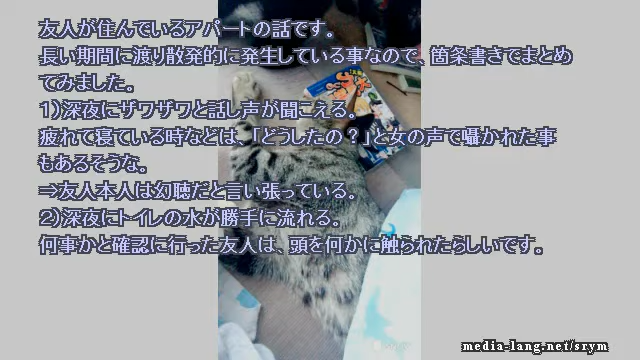 友人が住んでいるアパートの話です。
長い期間に渡り散発的に発生している事なので、箇条書きでまとめ
てみました。
1)深夜にザワザワと話し声が聞こえる。
疲れて寝ている時などは、「どうしたの？」と女の声で囁かれた事
もあるそうな。
⇒友人本人は幻聴だと言い張っている。
2)深夜にトイレの水が勝手に流れる。
何事かと確認に行った友人は、頭を何かに触られたらしいです。
media-lang.net/srym